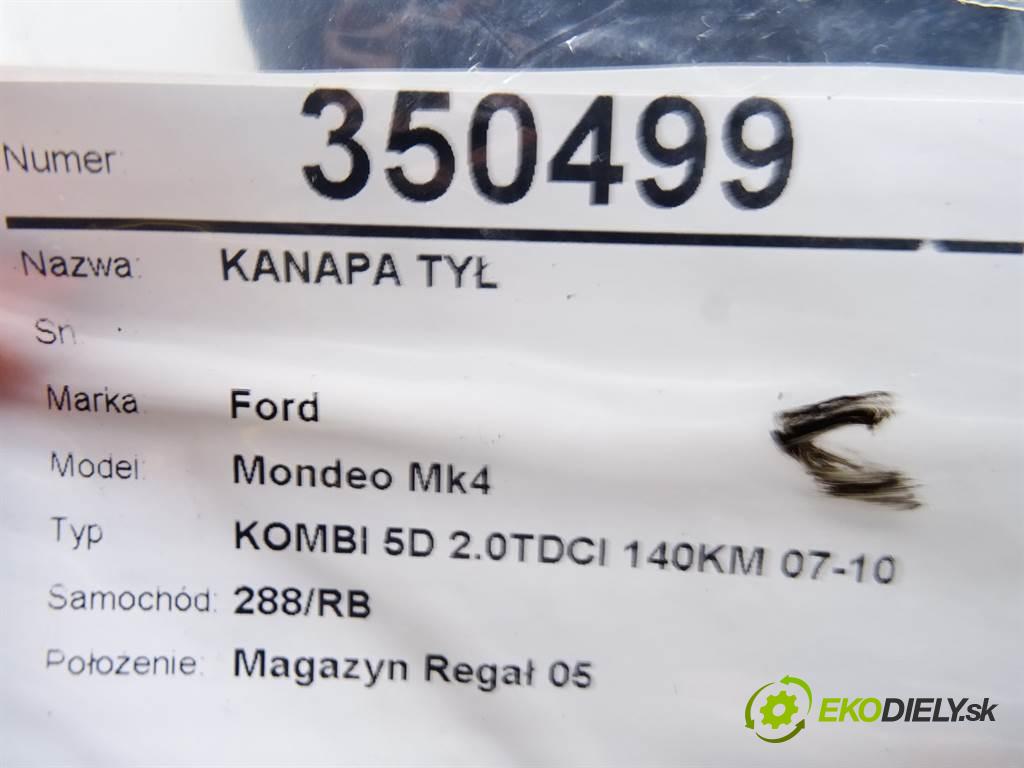 Numer: 350499
Nazwa: KANAPA TYŁ
Sn.:
Marka Ford
Model: Mondeo Mk4
Typ KOMBI 5D 2.0TDCI 140KM 07-10
Samochód: 288/RB
Położenie: Magazyn Regał 05
EKODIELY.sk